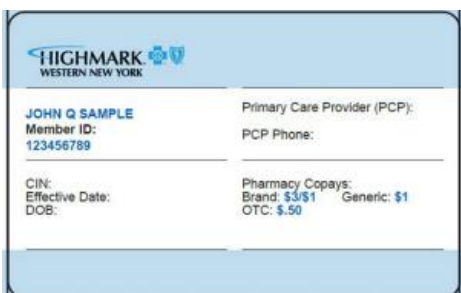 HIGHMARK
WESTERN NEW YORK
JOHN Q SAMPLE
Member ID:
123456789
Primary Care Provider (PCP):
PCP Phone:
CIN:
Effective Date:
DOB:
Pharmacy Copays:
Brand: $3/$1 Generic: $1
OTC: $.50